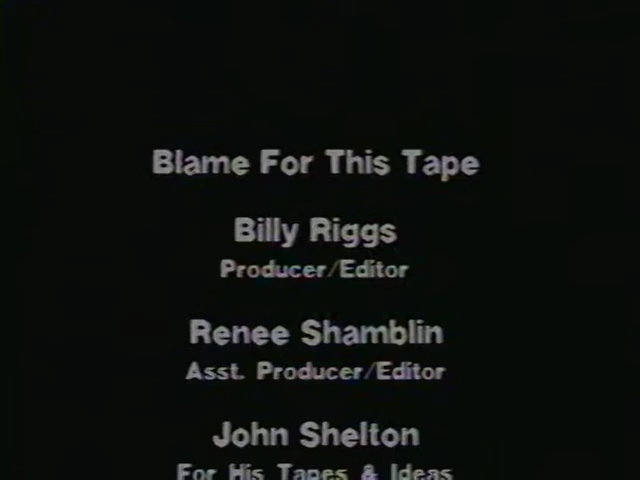 Blame For This Tape
Billy Riggs
Producer/Editor
Renee Shamblin
Asst. Producer/Editor
John Shelton
For His Tapes & Ideas